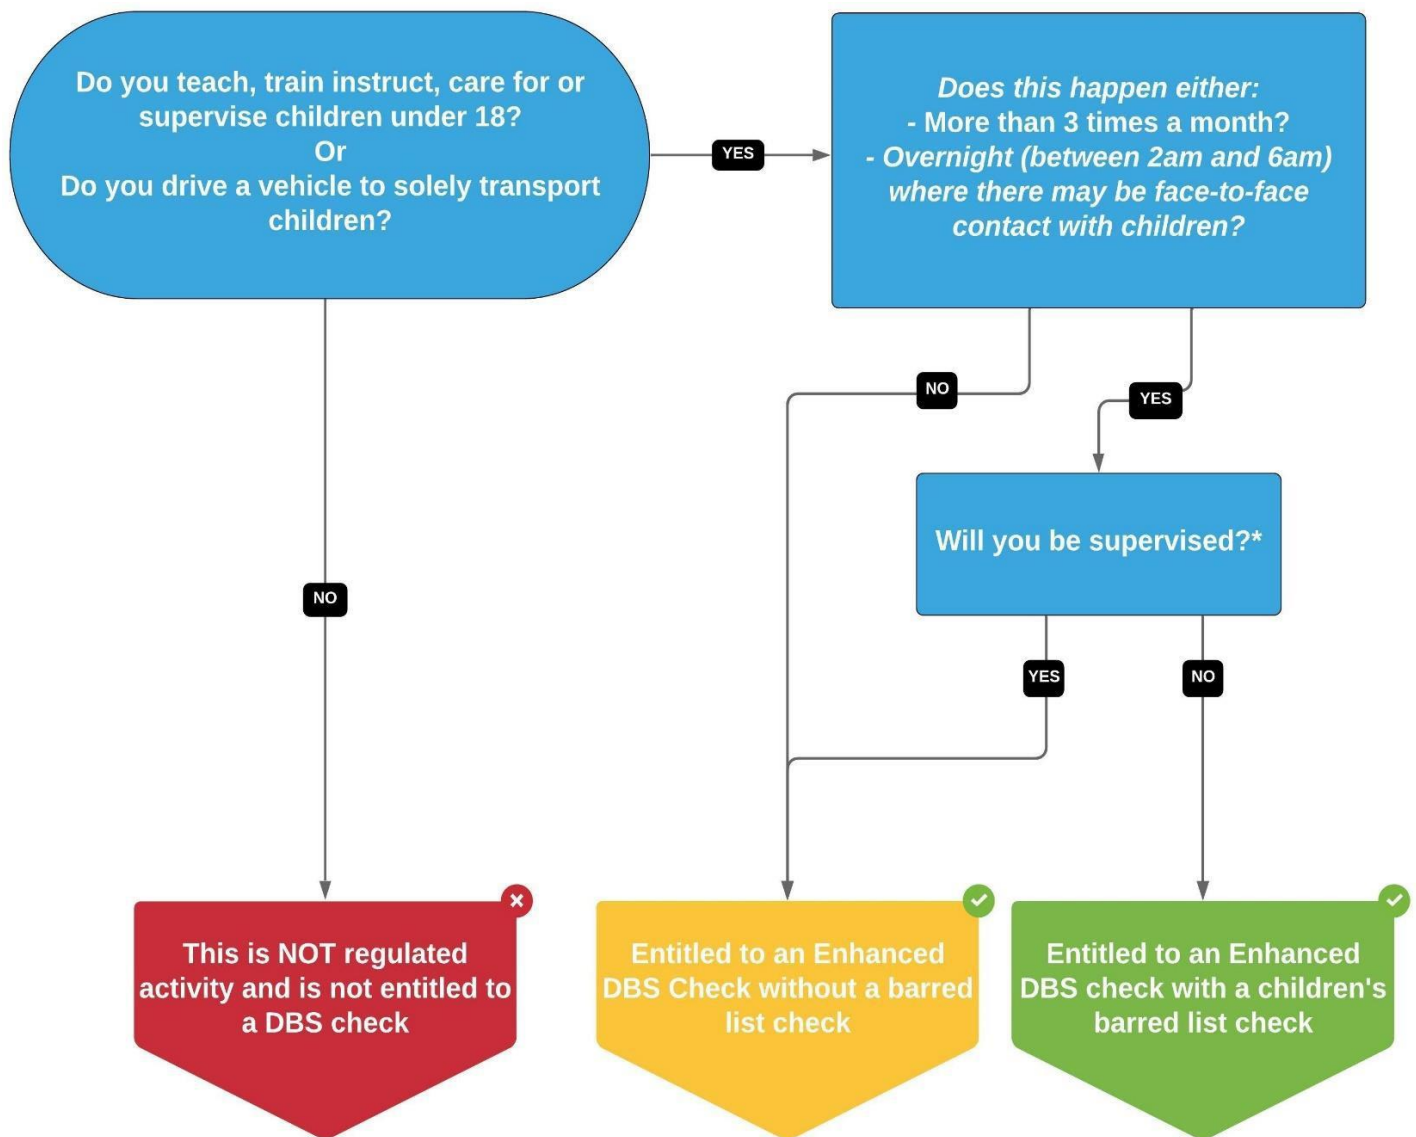 Do you teach, train instruct, care for or
supervise children under 18?
Or
Do you drive a vehicle to solely transport
children?
YES
Does this happen either:
- More than 3 times a month?
- Overnight (between 2am and 6am)
where there may be face-to-face
contact with children?
NO
YES
Will you be supervised?*
NO
YES
NO
This is NOT regulated
activity and is not entitled to
a DBS check
Entitled to an Enhanced
DBS Check without a barred
list check
Entitled to an Enhanced
DBS check with a children's
barred list check